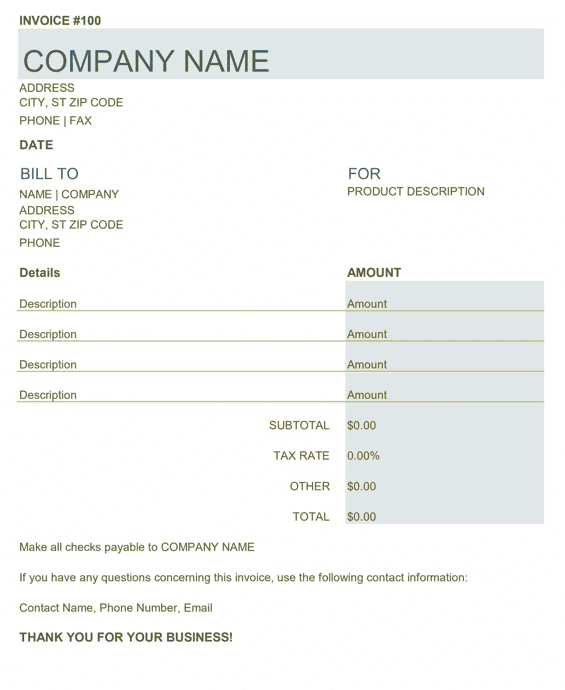 INVOICE #100
COMPANY NAME
ADDRESS
CITY, ST ZIP CODE
PHONE | FAX
DATE
BILL TO FOR
NAME | COMPANY PRODUCT DESCRIPTION
ADDRESS
CITY, ST ZIP CODE
PHONE
Details AMOUNT
Description Amount
Description Amount
Description Amount
Description Amount
SUBTOTAL $0.00
TAX RATE 0.00%
OTHER $0.00
TOTAL $0.00
Make all checks payable to COMPANY NAME
If you have any questions concerning this invoice, use the following contact information:
Contact Name, Phone Number, Email
THANK YOU FOR YOUR BUSINESS!